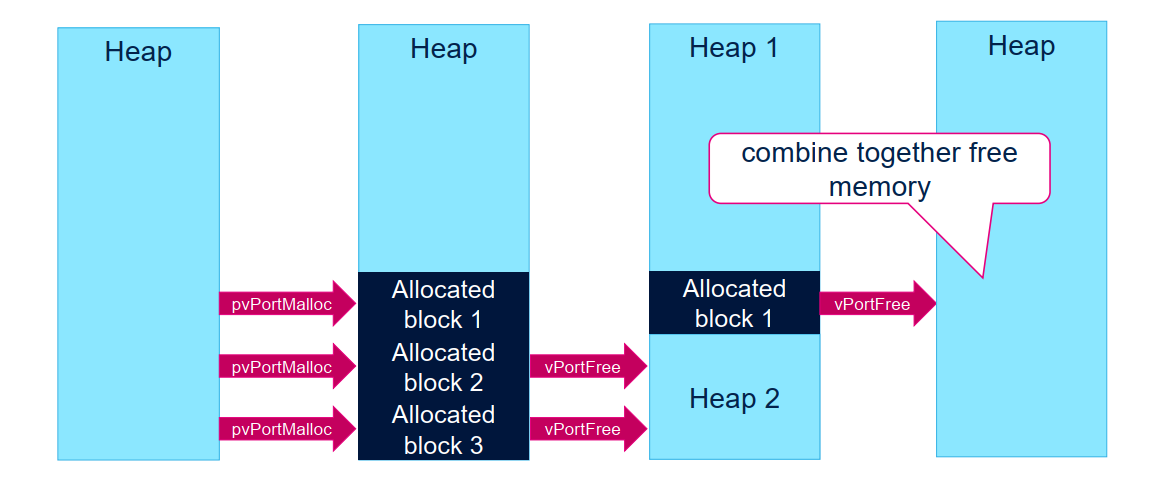 Heap
Heap
Heap 1
Heap
combine together free
memory
pvPortMalloc
Allocated
block 1
Allocated
block 1
vPortFree
pvPortMalloc
Allocated
block 2
vPortFree
pvPortMalloc
Allocated
block 3
vPortFree
Heap 2